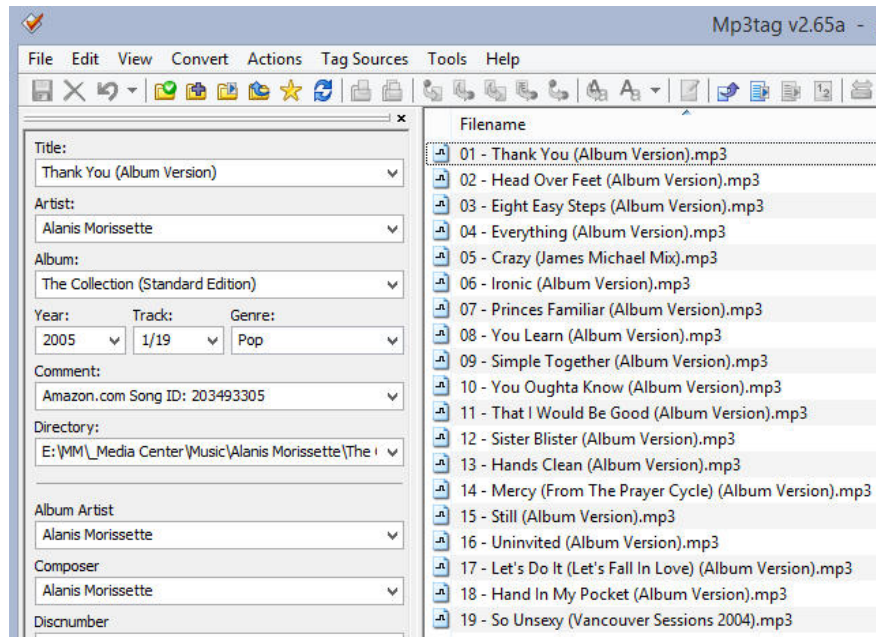 Mp3tag v2.65a -
File Edit View Convert Actions Tag Sources Tools Help
Title:
Thank You (Album Version)
Artist:
Alanis Morissette
Album:
The Collection (Standard Edition)
Year: Track: Genre:
2005 1/19 Pop
Comment:
Amazon.com Song ID: 203493305
Directory:
E:\MM\_Media Center\Music\Alanis Morissette\The
Album Artist
Alanis Morissette
Composer
Alanis Morissette
Discnumber
Filename
01 - Thank You (Album Version).mp3
02 - Head Over Feet (Album Version).mp3
03 - Eight Easy Steps (Album Version).mp3
04 - Everything (Album Version).mp3
05 - Crazy (James Michael Mix).mp3
06 - Ironic (Album Version).mp3
07 - Princes Familiar (Album Version).mp3
08 - You Learn (Album Version).mp3
09 - Simple Together (Album Version).mp3
10 - You Oughta Know (Album Version).mp3
11 - That I Would Be Good (Album Version).mp3
12 - Sister Blister (Album Version).mp3
13 - Hands Clean (Album Version).mp3
14 - Mercy (From The Prayer Cycle) (Album Version).mp3
15 - Still (Album Version).mp3
16 - Uninvited (Album Version).mp3
17 - Let's Do It (Let's Fall In Love) (Album Version).mp3
18 - Hand In My Pocket (Album Version).mp3
19 - So Unsexy (Vancouver Sessions 2004).mp3